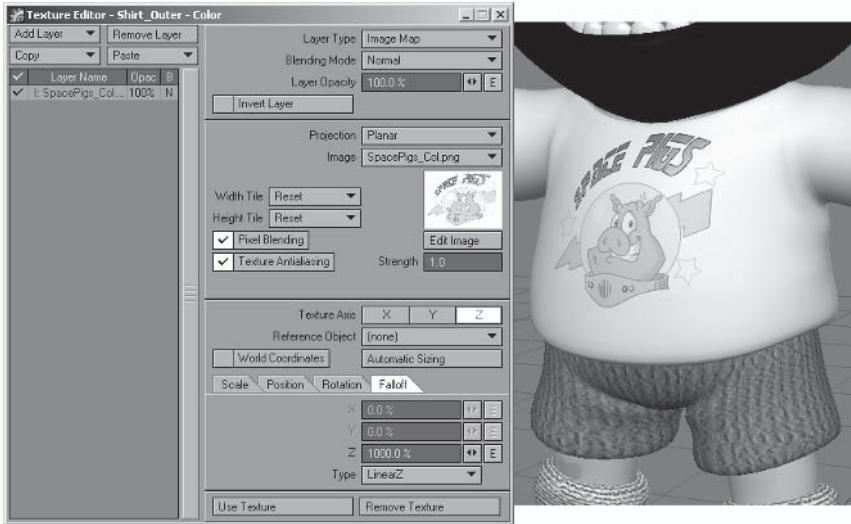 Texture Editor - Shirt_Outer - Color
Add Layer
Remove Layer
Copy
Paste
Layer Name Opac B
I: SpacePigs_Col... 100% N
Layer Type Image Map
Blending Mode Normal
Layer Opacity 100.0 % E
Invert Layer
Projection Planar
Image SpacePigs_Col.png
Width Tile Reset
Height Tile Reset
Pixel Blending
Edit Image
Texture Antialiasing
Strength 1.0
Texture Axis X Y Z
Reference Object (none)
World Coordinates
Automatic Sizing
Scale Position Rotation Falloff
X 0.0 % E
Y 0.0 % E
Z 1000.0 % E
Type LinearZ
Use Texture
Remove Texture
SPACE PIGS
SPACE PIGS